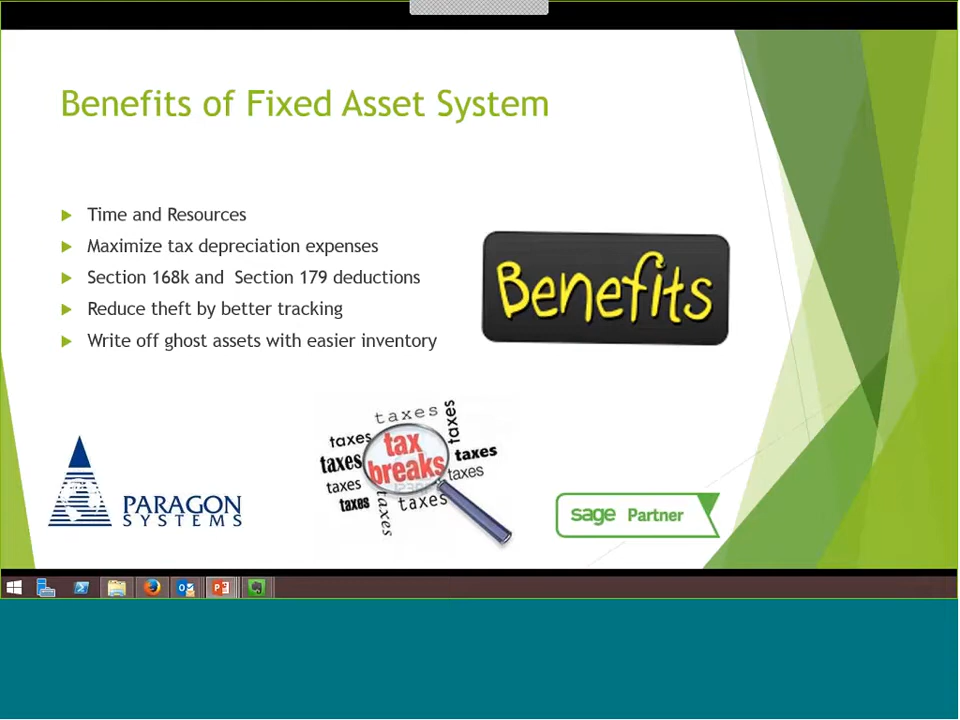 Benefits of Fixed Asset System
Time and Resources
Maximize tax depreciation expenses
Section 168k and  Section 179 deductions
Reduce theft by better tracking
Write off ghost assets with easier inventory
Benefits
taxes
taxes
taxes
tax
breaks
taxes
taxes
taxes
taxes
taxes
taxes
taxes
PARAGON
SYSTEMS
sage Partner